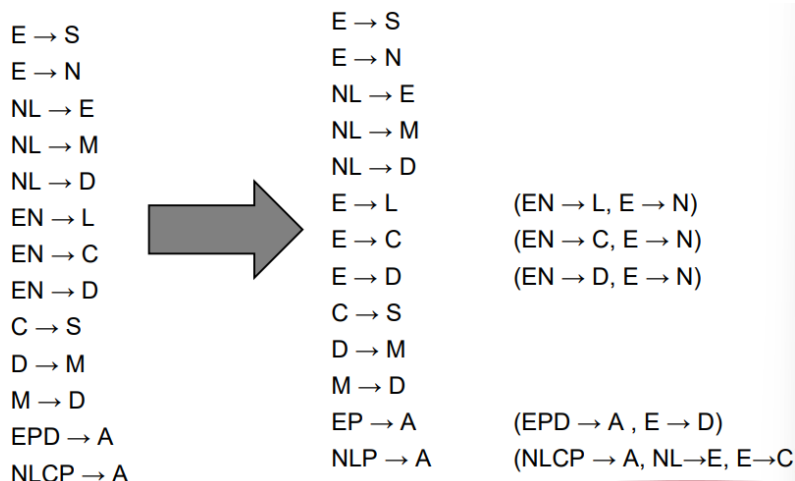 E → S
E → N
NL → E
NL → M
NL → D
EN → L
EN → C
EN → D
C → S
D → M
M → D
EPD → A
NLCP → A
E → S
E → N
NL → E
NL → M
NL → D
E → L (EN → L, E → N)
E → C (EN → C, E → N)
E → D (EN → D, E → N)
C → S
D → M
M → D
EP → A (EPD → A , E → D)
NLP → A (NLCP → A, NL→E, E→C